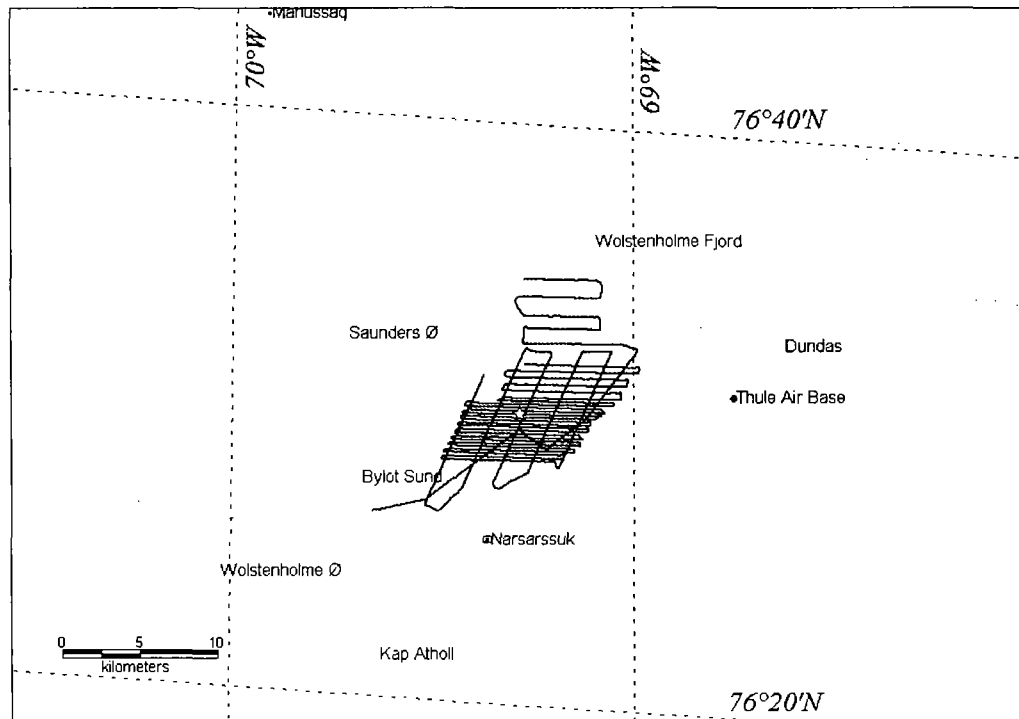 Manussaq
70°W
69°W
76°40'N
Wolstenholme Fjord
Saunders Ø
Dundas
Thule Air Base
Bylot Sund
Narsarssuk
Wolstenholme Ø
0 5 10
kilometers
Kap Atholl
76°20'N